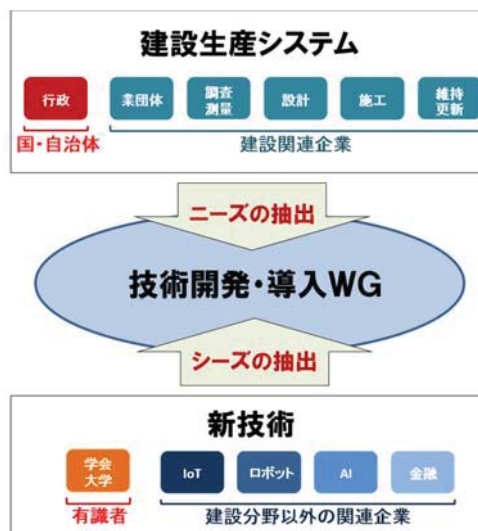 建設生産システム
行政
業団体
調査
測量
設計
施工
維持
更新
国・自治体
建設関連企業
ニーズの抽出
技術開発・導入WG
シーズの抽出
新技術
学会
大学
IoT
ロボット
AI
金融
有識者
建設分野以外の関連企業